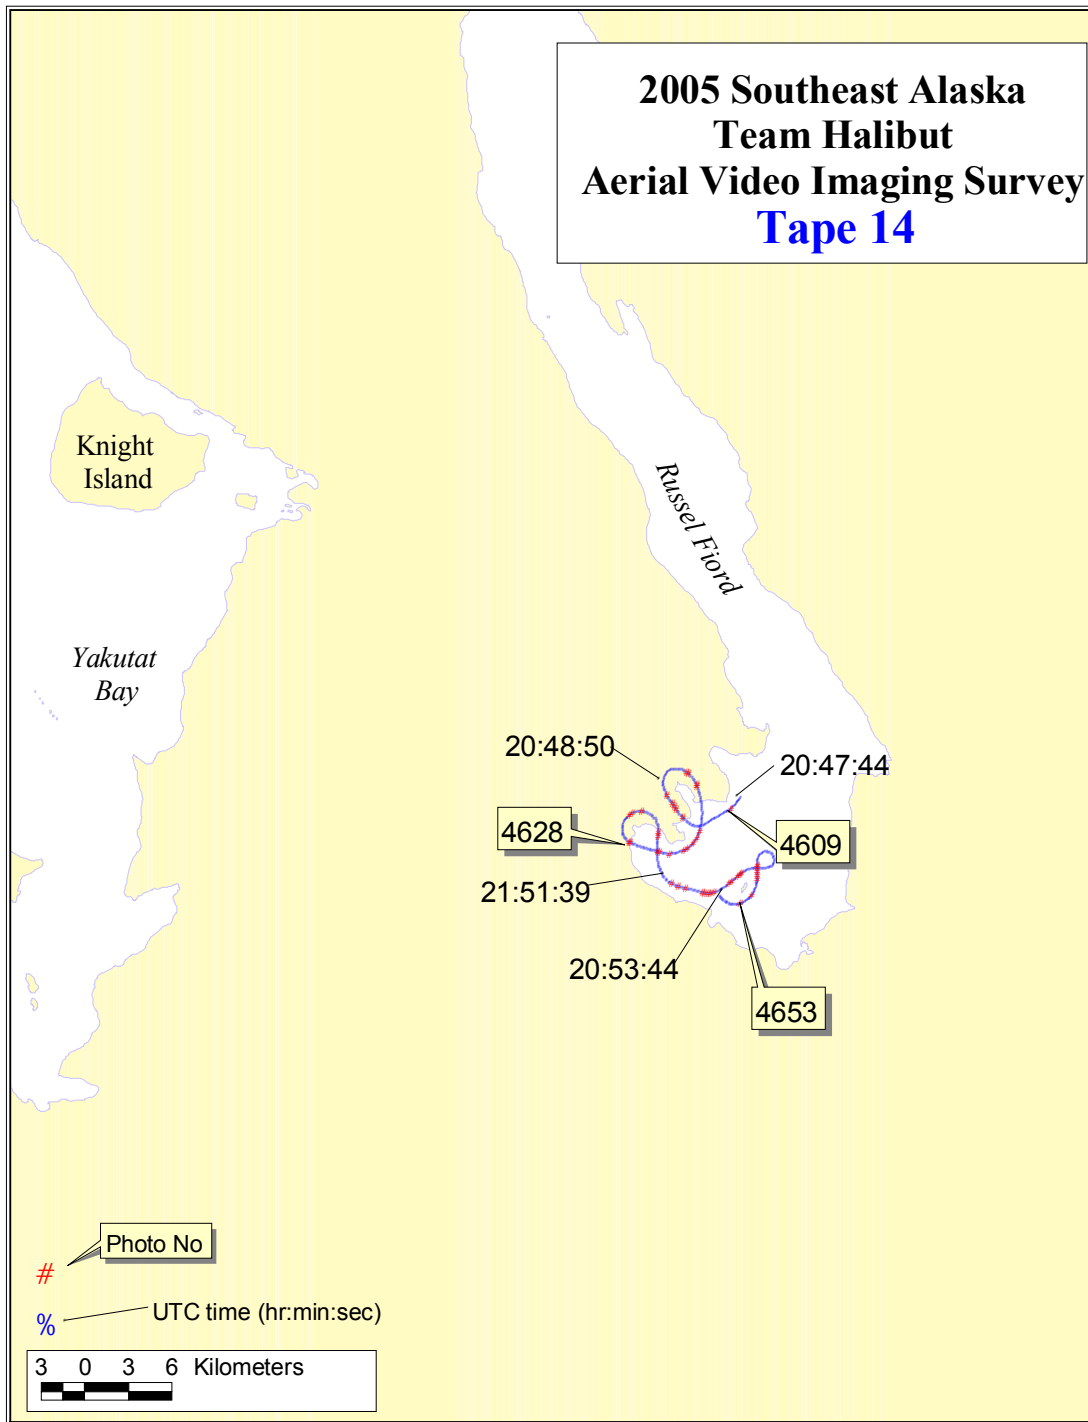 2005 Southeast Alaska
Team Halibut
Aerial Video Imaging Survey
Tape 14
Knight
Island
Russel Fiord
Yakutat
Bay
20:48:50
20:47:44
4628
4609
21:51:39
20:53:44
4653
Photo No
#
UTC time (hr:min:sec)
%
3 0 3 6 Kilometers